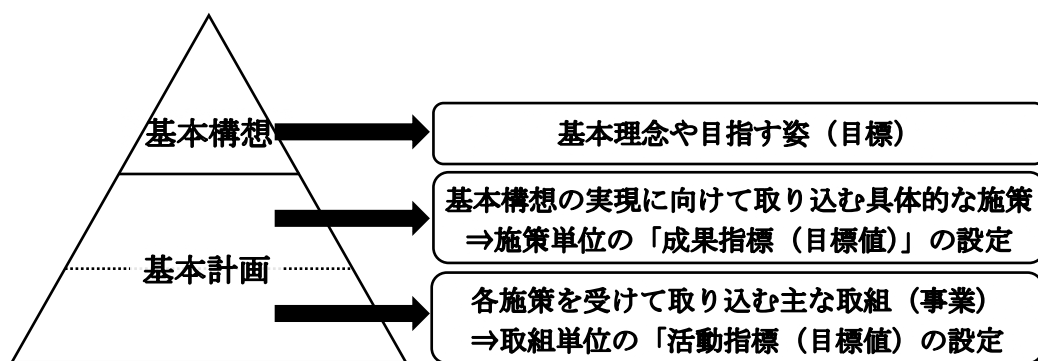 基本構想
基本理念や目指す姿（目標）
基本構想の実現に向けて取り込む具体的な施策
⇒施策単位の「成果指標（目標値）」の設定
基本計画
各施策を受けて取り込む主な取組（事業）
⇒取組単位の「活動指標（目標値）の設定